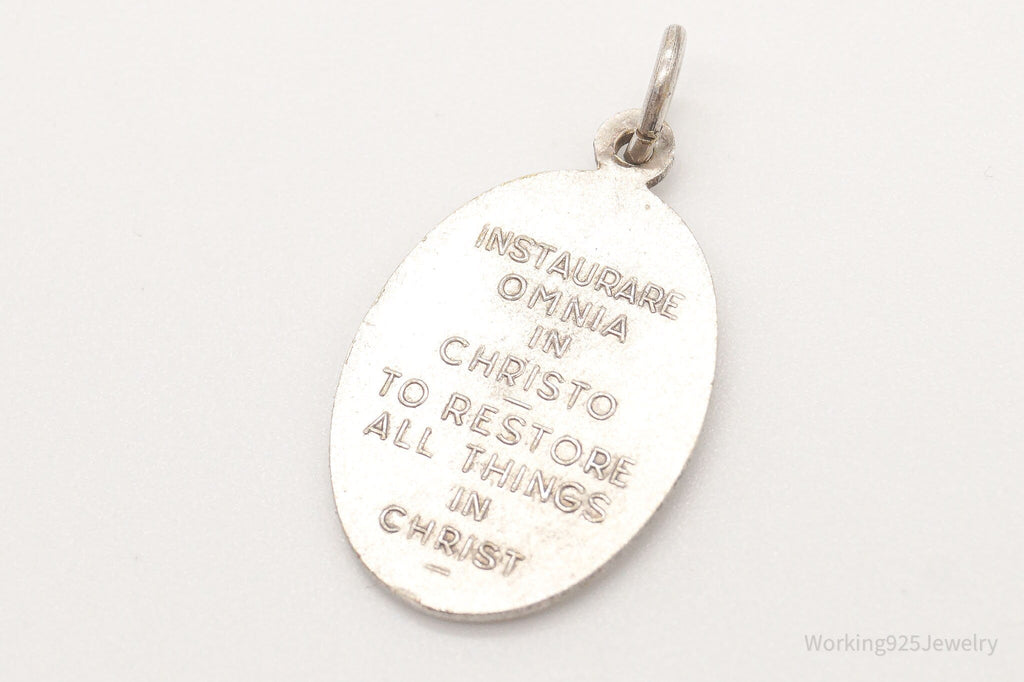 INSTAURARE
OMNIA
IN
CHRISTO
—
TO RESTORE
ALL THINGS
IN
CHRIST
—
Working925Jewelry